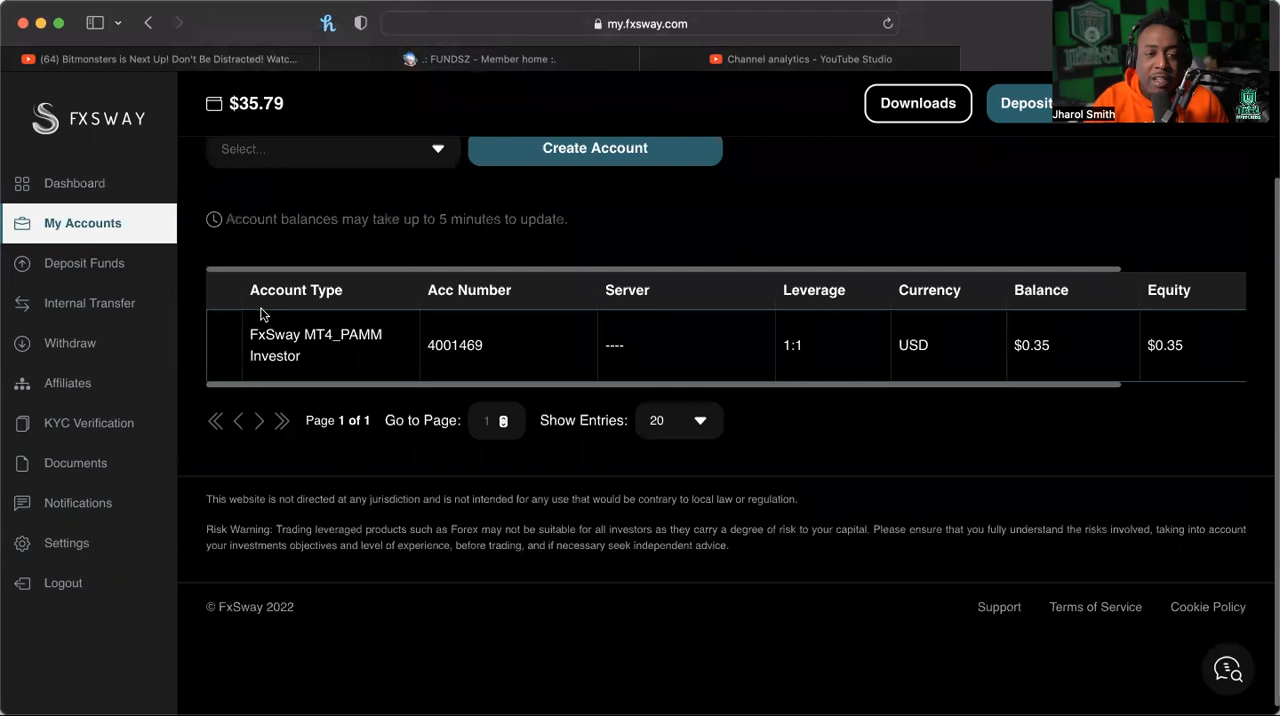 my.fxsway.com
(64) Bitmonsters is Next Up! Don't Be Distracted! Watc...
.: FUNDSZ - Member home :.
Channel analytics - YouTube Studio
Jharol Smith
FXSWAY
$35.79
Downloads
Deposit
Select...
Create Account
Dashboard
My Accounts
Deposit Funds
Internal Transfer
Withdraw
Affiliates
KYC Verification
Documents
Notifications
Settings
Logout
Account balances may take up to 5 minutes to update.
Account Type Acc Number Server Leverage Currency Balance Equity
FxSway MT4_PAMM
Investor
4001469 ---- 1:1 USD $0.35 $0.35
Page 1 of 1 Go to Page: 1 Show Entries: 20
This website is not directed at any jurisdiction and is not intended for any use that would be contrary to local law or regulation.
Risk Warning: Trading leveraged products such as Forex may not be suitable for all investors as they carry a degree of risk to your capital. Please ensure that you fully understand the risks involved, taking into account
your investments objectives and level of experience, before trading, and if necessary seek independent advice.
© FxSway 2022
Support Terms of Service Cookie Policy